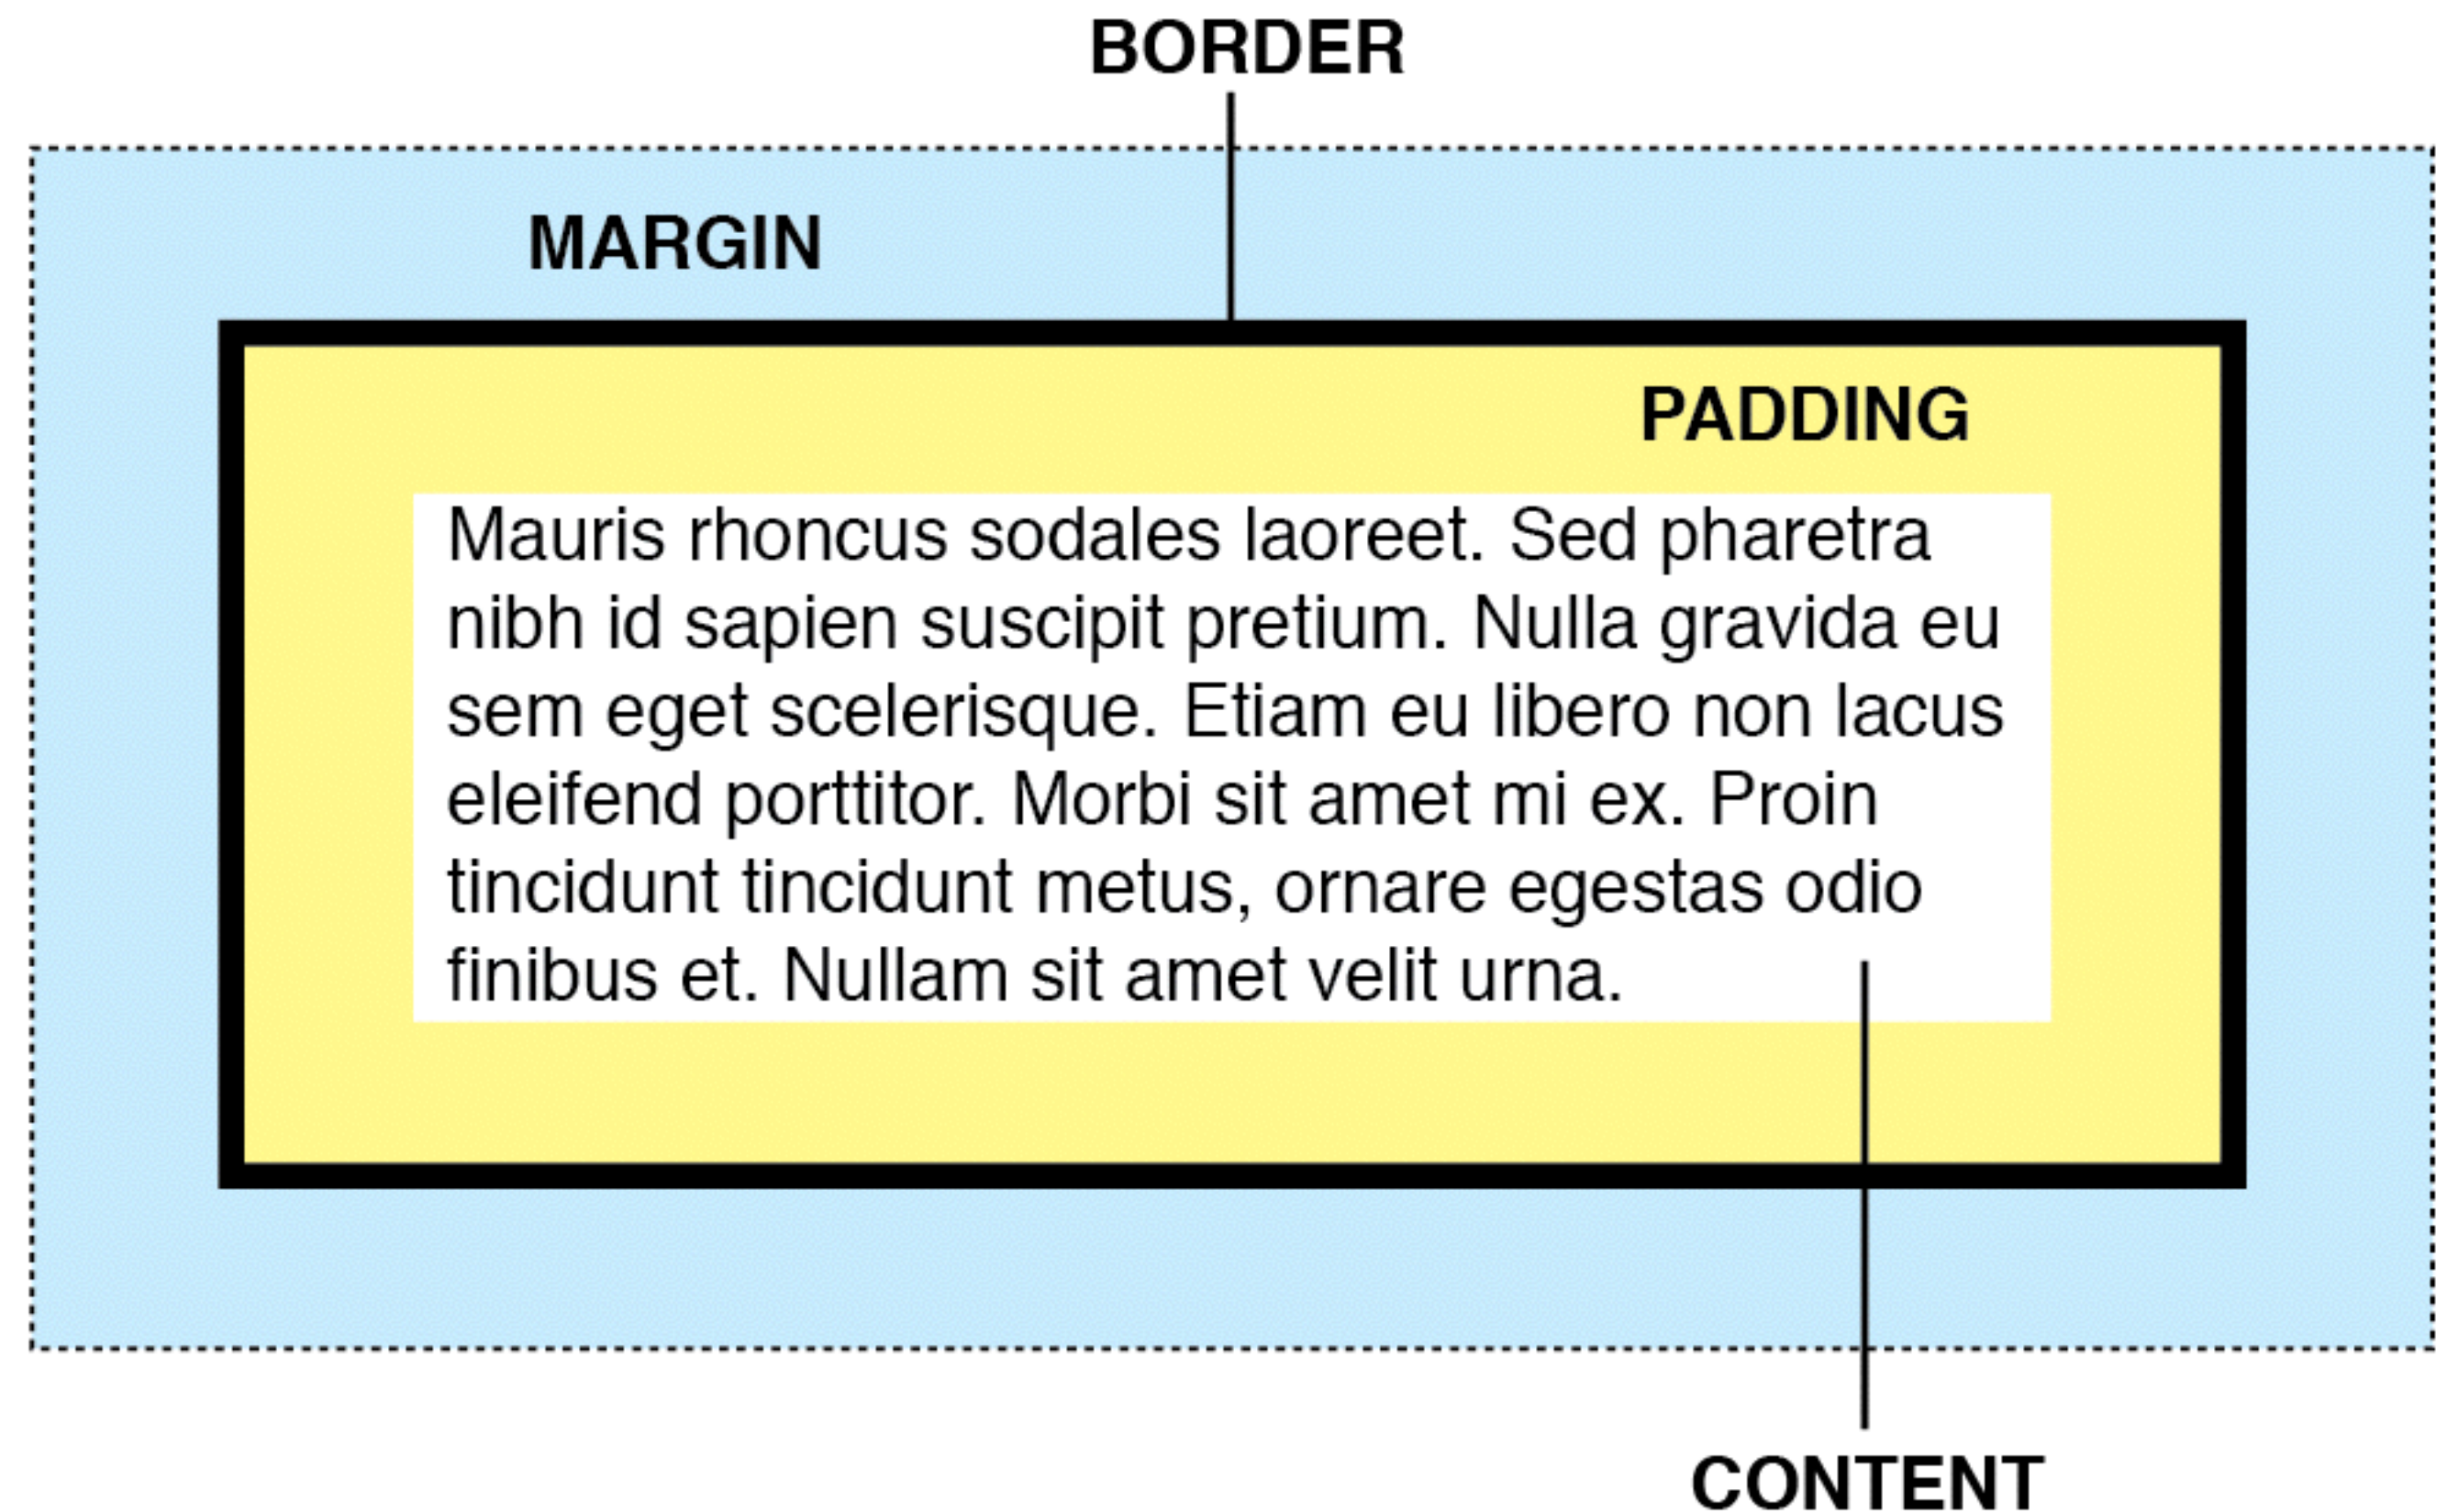 BORDER
MARGIN
PADDING
Mauris rhoncus sodales laoreet. Sed pharetra
nibh id sapien suscipit pretium. Nulla gravida eu
sem eget scelerisque. Etiam eu libero non lacus
eleifend porttitor. Morbi sit amet mi ex. Proin
tincidunt tincidunt metus, ornare egestas odio
finibus et. Nullam sit amet velit urna.
CONTENT